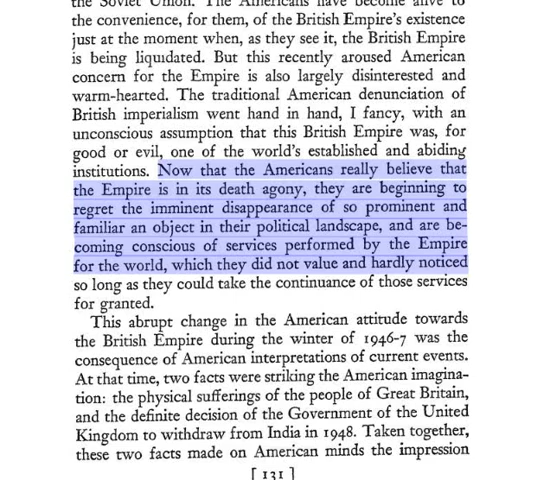 the Soviet Union. The Americans have become alive to
the convenience, for them, of the British Empire's existence
just at the moment when, as they see it, the British Empire
is being liquidated. But this recently aroused American
concern for the Empire is also largely disinterested and
warm-hearted. The traditional American denunciation of
British imperialism went hand in hand, I fancy, with an
unconscious assumption that this British Empire was, for
good or evil, one of the world's established and abiding
institutions. Now that the Americans really believe that
the Empire is in its death agony, they are beginning to
regret the imminent disappearance of so prominent and
familiar an object in their political landscape, and are be-
coming conscious of services performed by the Empire
for the world, which they did not value and hardly noticed
so long as they could take the continuance of those services
for granted.
This abrupt change in the American attitude towards
the British Empire during the winter of 1946-7 was the
consequence of American interpretations of current events.
At that time, two facts were striking the American imagina-
tion: the physical sufferings of the people of Great Britain,
and the definite decision of the Government of the United
Kingdom to withdraw from India in 1948. Taken together,
these two facts made on American minds the impression
[ 131 ]